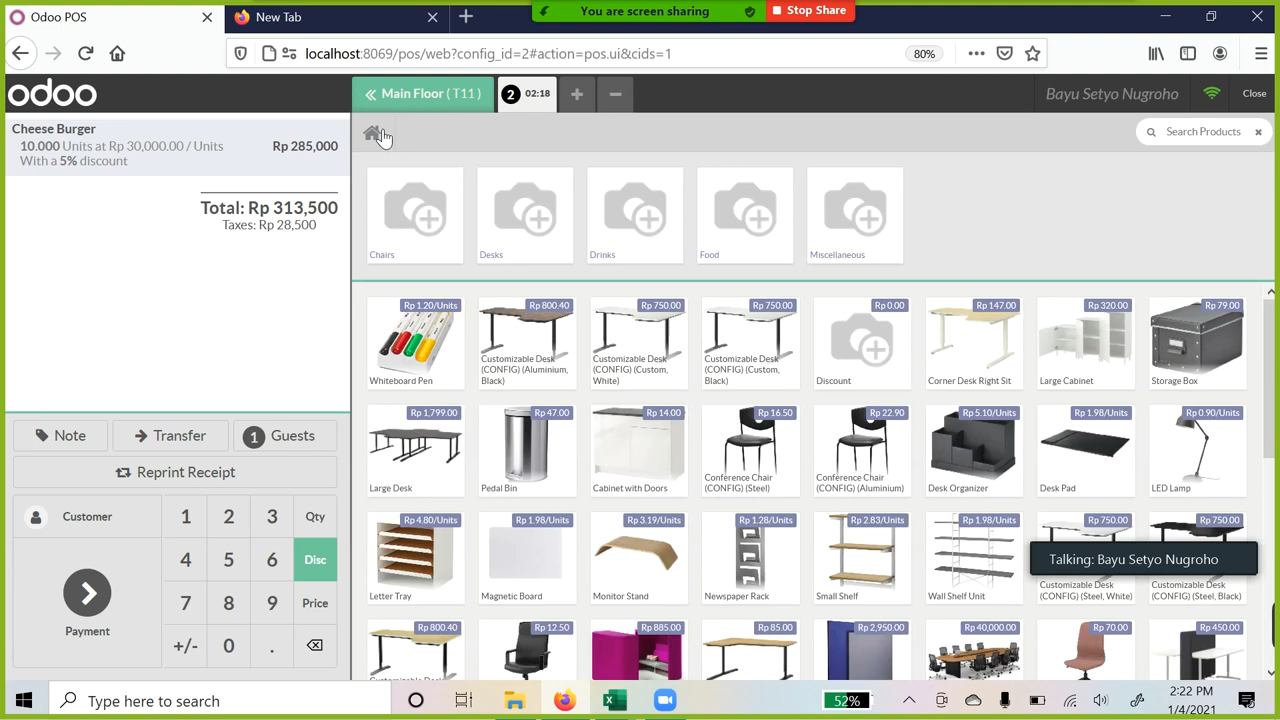 Odoo POS
New Tab
You are screen sharing
Stop Share
localhost:8069/pos/web?config_id=2#action=pos.ui&cids=1
80%
odoo
Main Floor ( T11 )
2 02:18
Bayu Setyo Nugroho
Close
Cheese Burger
10.000 Units at Rp 30,000.00 / Units
Rp 285,000
With a 5% discount
Total: Rp 313,500
Taxes: Rp 28,500
Search Products
Chairs
Desks
Drinks
Food
Miscellaneous
Rp 1.20/Units
Whiteboard Pen
Rp 800.40
Customizable Desk
(CONFIG) (Aluminium,
Black)
Rp 750.00
Customizable Desk
(CONFIG) (Custom,
White)
Rp 750.00
Customizable Desk
(CONFIG) (Custom,
Black)
Rp 0.00
Discount
Rp 147.00
Corner Desk Right Sit
Rp 320.00
Large Cabinet
Rp 79.00
Storage Box
Rp 1,799.00
Large Desk
Rp 47.00
Pedal Bin
Rp 14.00
Cabinet with Doors
Rp 16.50
Conference Chair
(CONFIG) (Steel)
Rp 22.90
Conference Chair
(CONFIG) (Aluminium)
Rp 5.10/Units
Desk Organizer
Rp 1.98/Units
Desk Pad
Rp 0.90/Units
LED Lamp
Rp 4.80/Units
Letter Tray
Rp 1.98/Units
Magnetic Board
Rp 3.19/Units
Monitor Stand
Rp 1.28/Units
Newspaper Rack
Rp 2.83/Units
Small Shelf
Rp 1.98/Units
Wall Shelf Unit
Rp 750.00
Customizable Desk
(CONFIG) (Steel, White)
Rp 750.00
Customizable Desk
(CONFIG) (Steel, Black)
Talking: Bayu Setyo Nugroho
Rp 800.40
Customizable Desk
Rp 12.50
Rp 885.00
Rp 85.00
Rp 2,950.00
Rp 40,000.00
Rp 70.00
Rp 450.00
Note
Transfer
1 Guests
Reprint Receipt
Customer
Payment
1 2 3 Qty
4 5 6 Disc
7 8 9 Price
+/- 0 .
Type here to search
52%
2:22 PM
1/4/2021